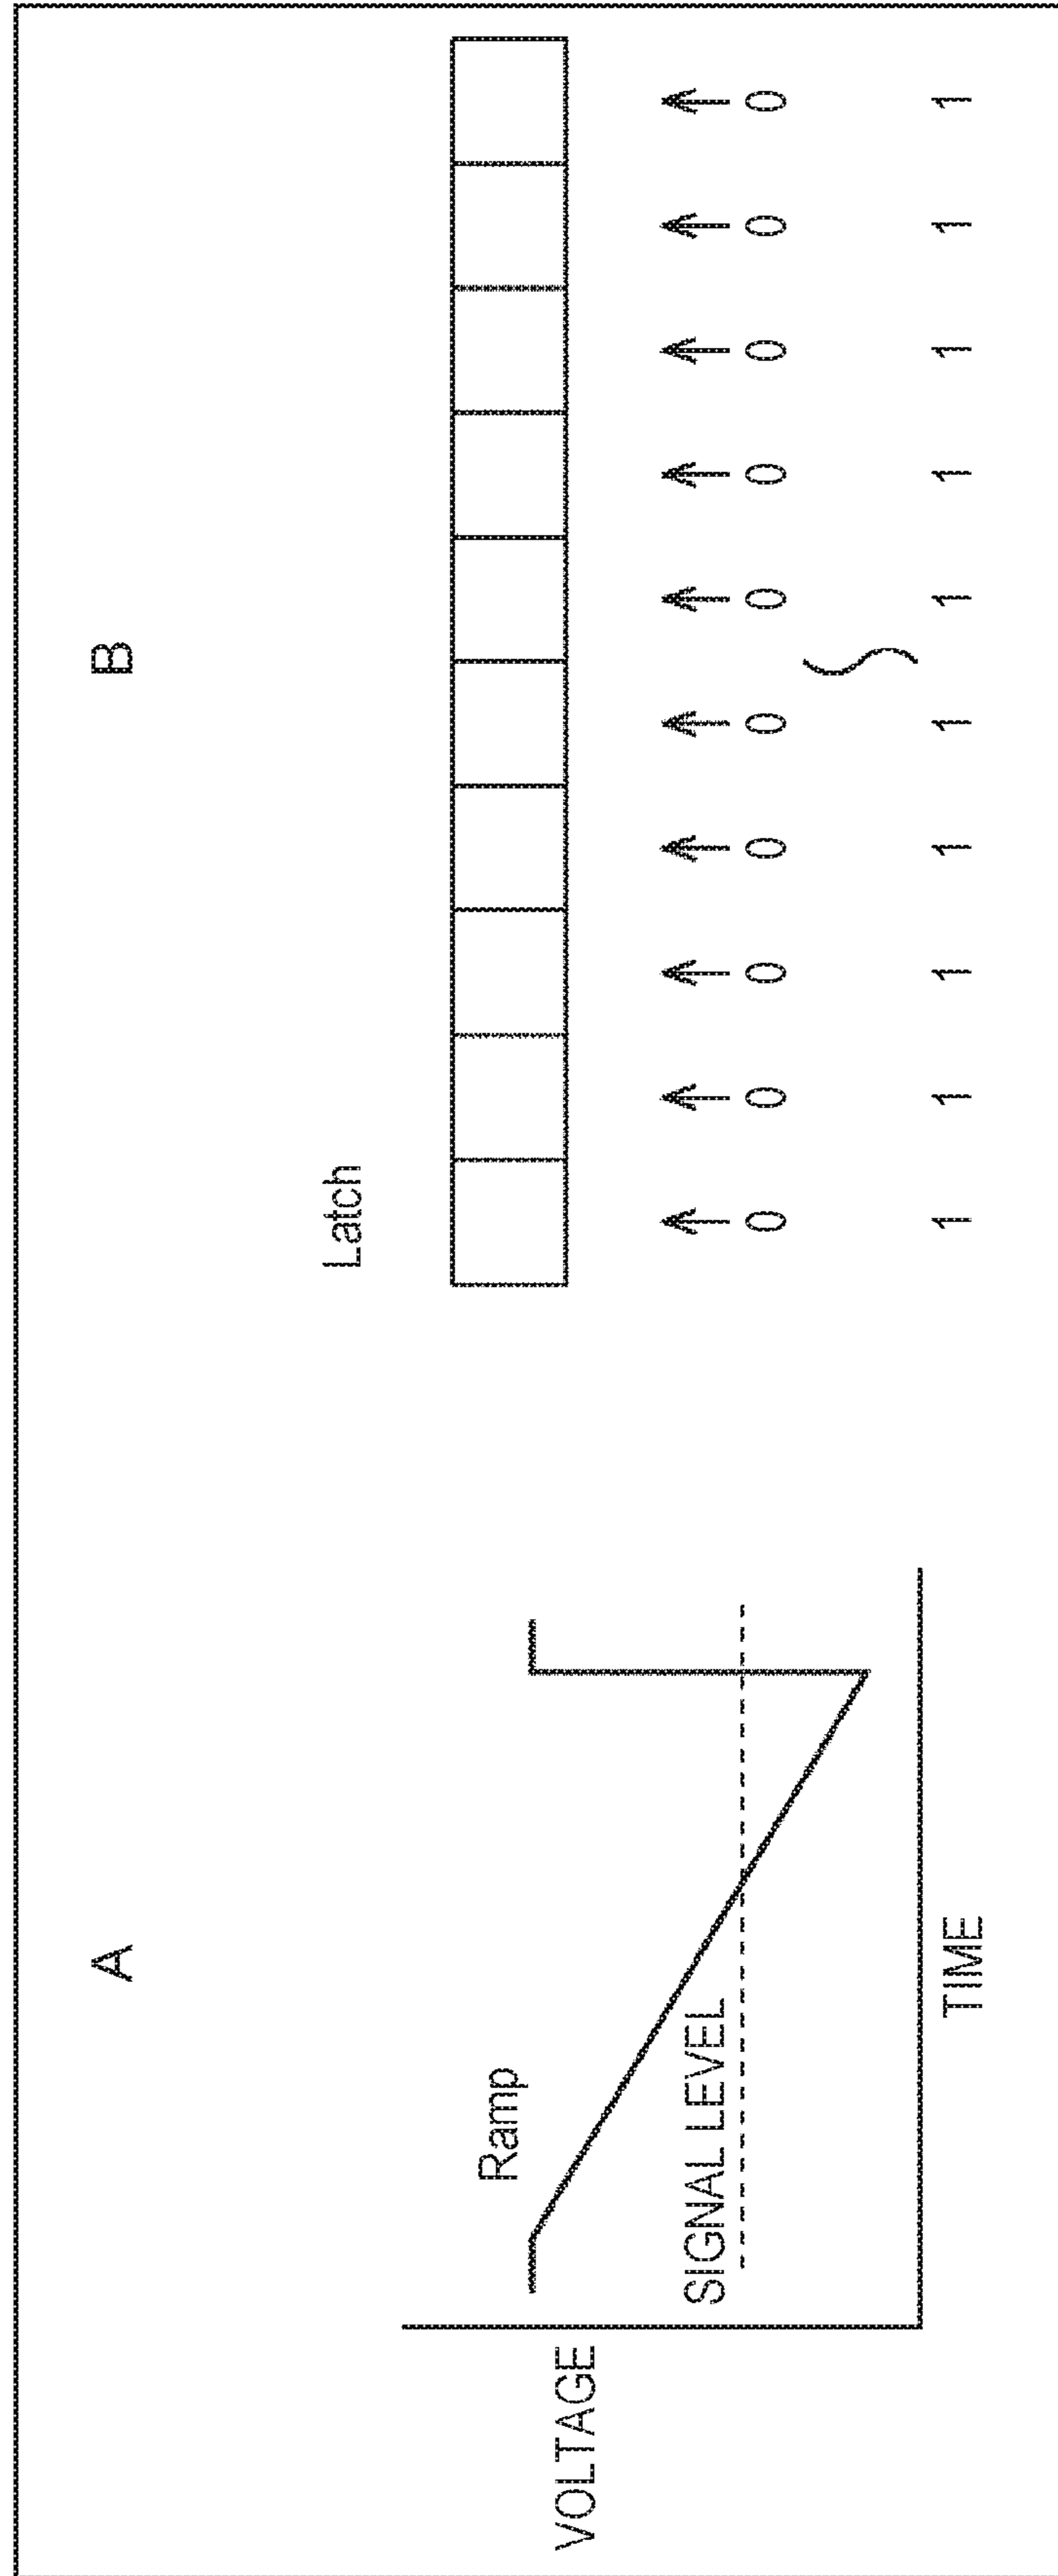 A
VOLTAGE
Ramp
SIGNAL LEVEL
TIME
B
Latch
0 0 0 0 0 0 0 0 0 0
1 1 1 1 1 1 1 1 1 1